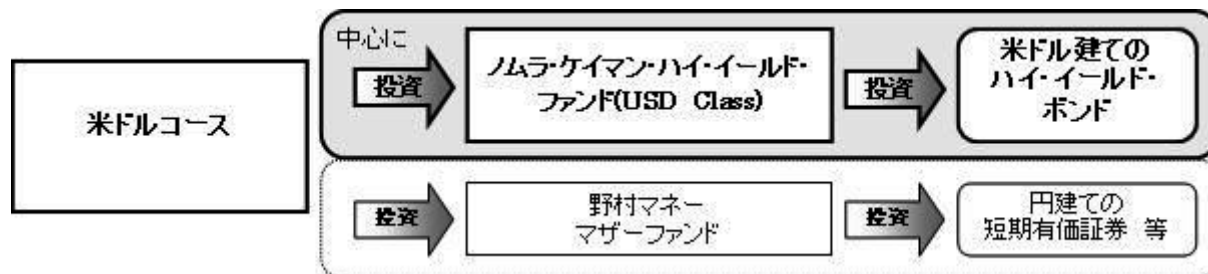 米ドルコース
中心に
投資
ノムラ・ケイマン・ハイ・イールド・
ファンド(USD Class)
投資
米ドル建ての
ハイ・イールド・
ボンド
投資
野村マネー
マザーファンド
投資
円建ての
短期有価証券 等